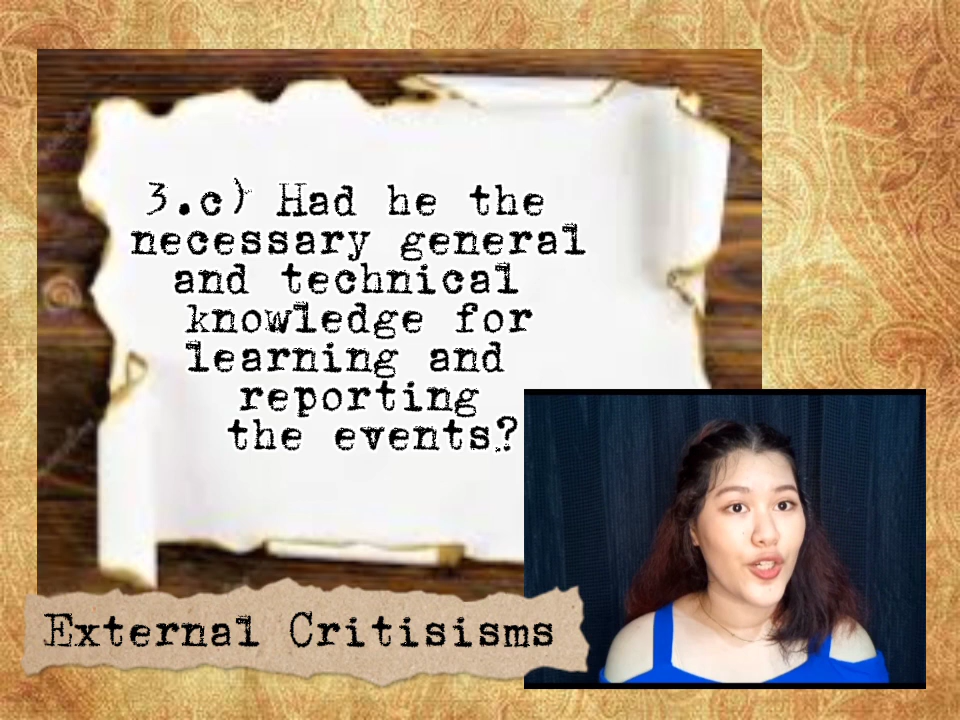 3.c) Had he the
necessary general
and technical
knowledge for
learning and
reporting
the events?
External Critisisms